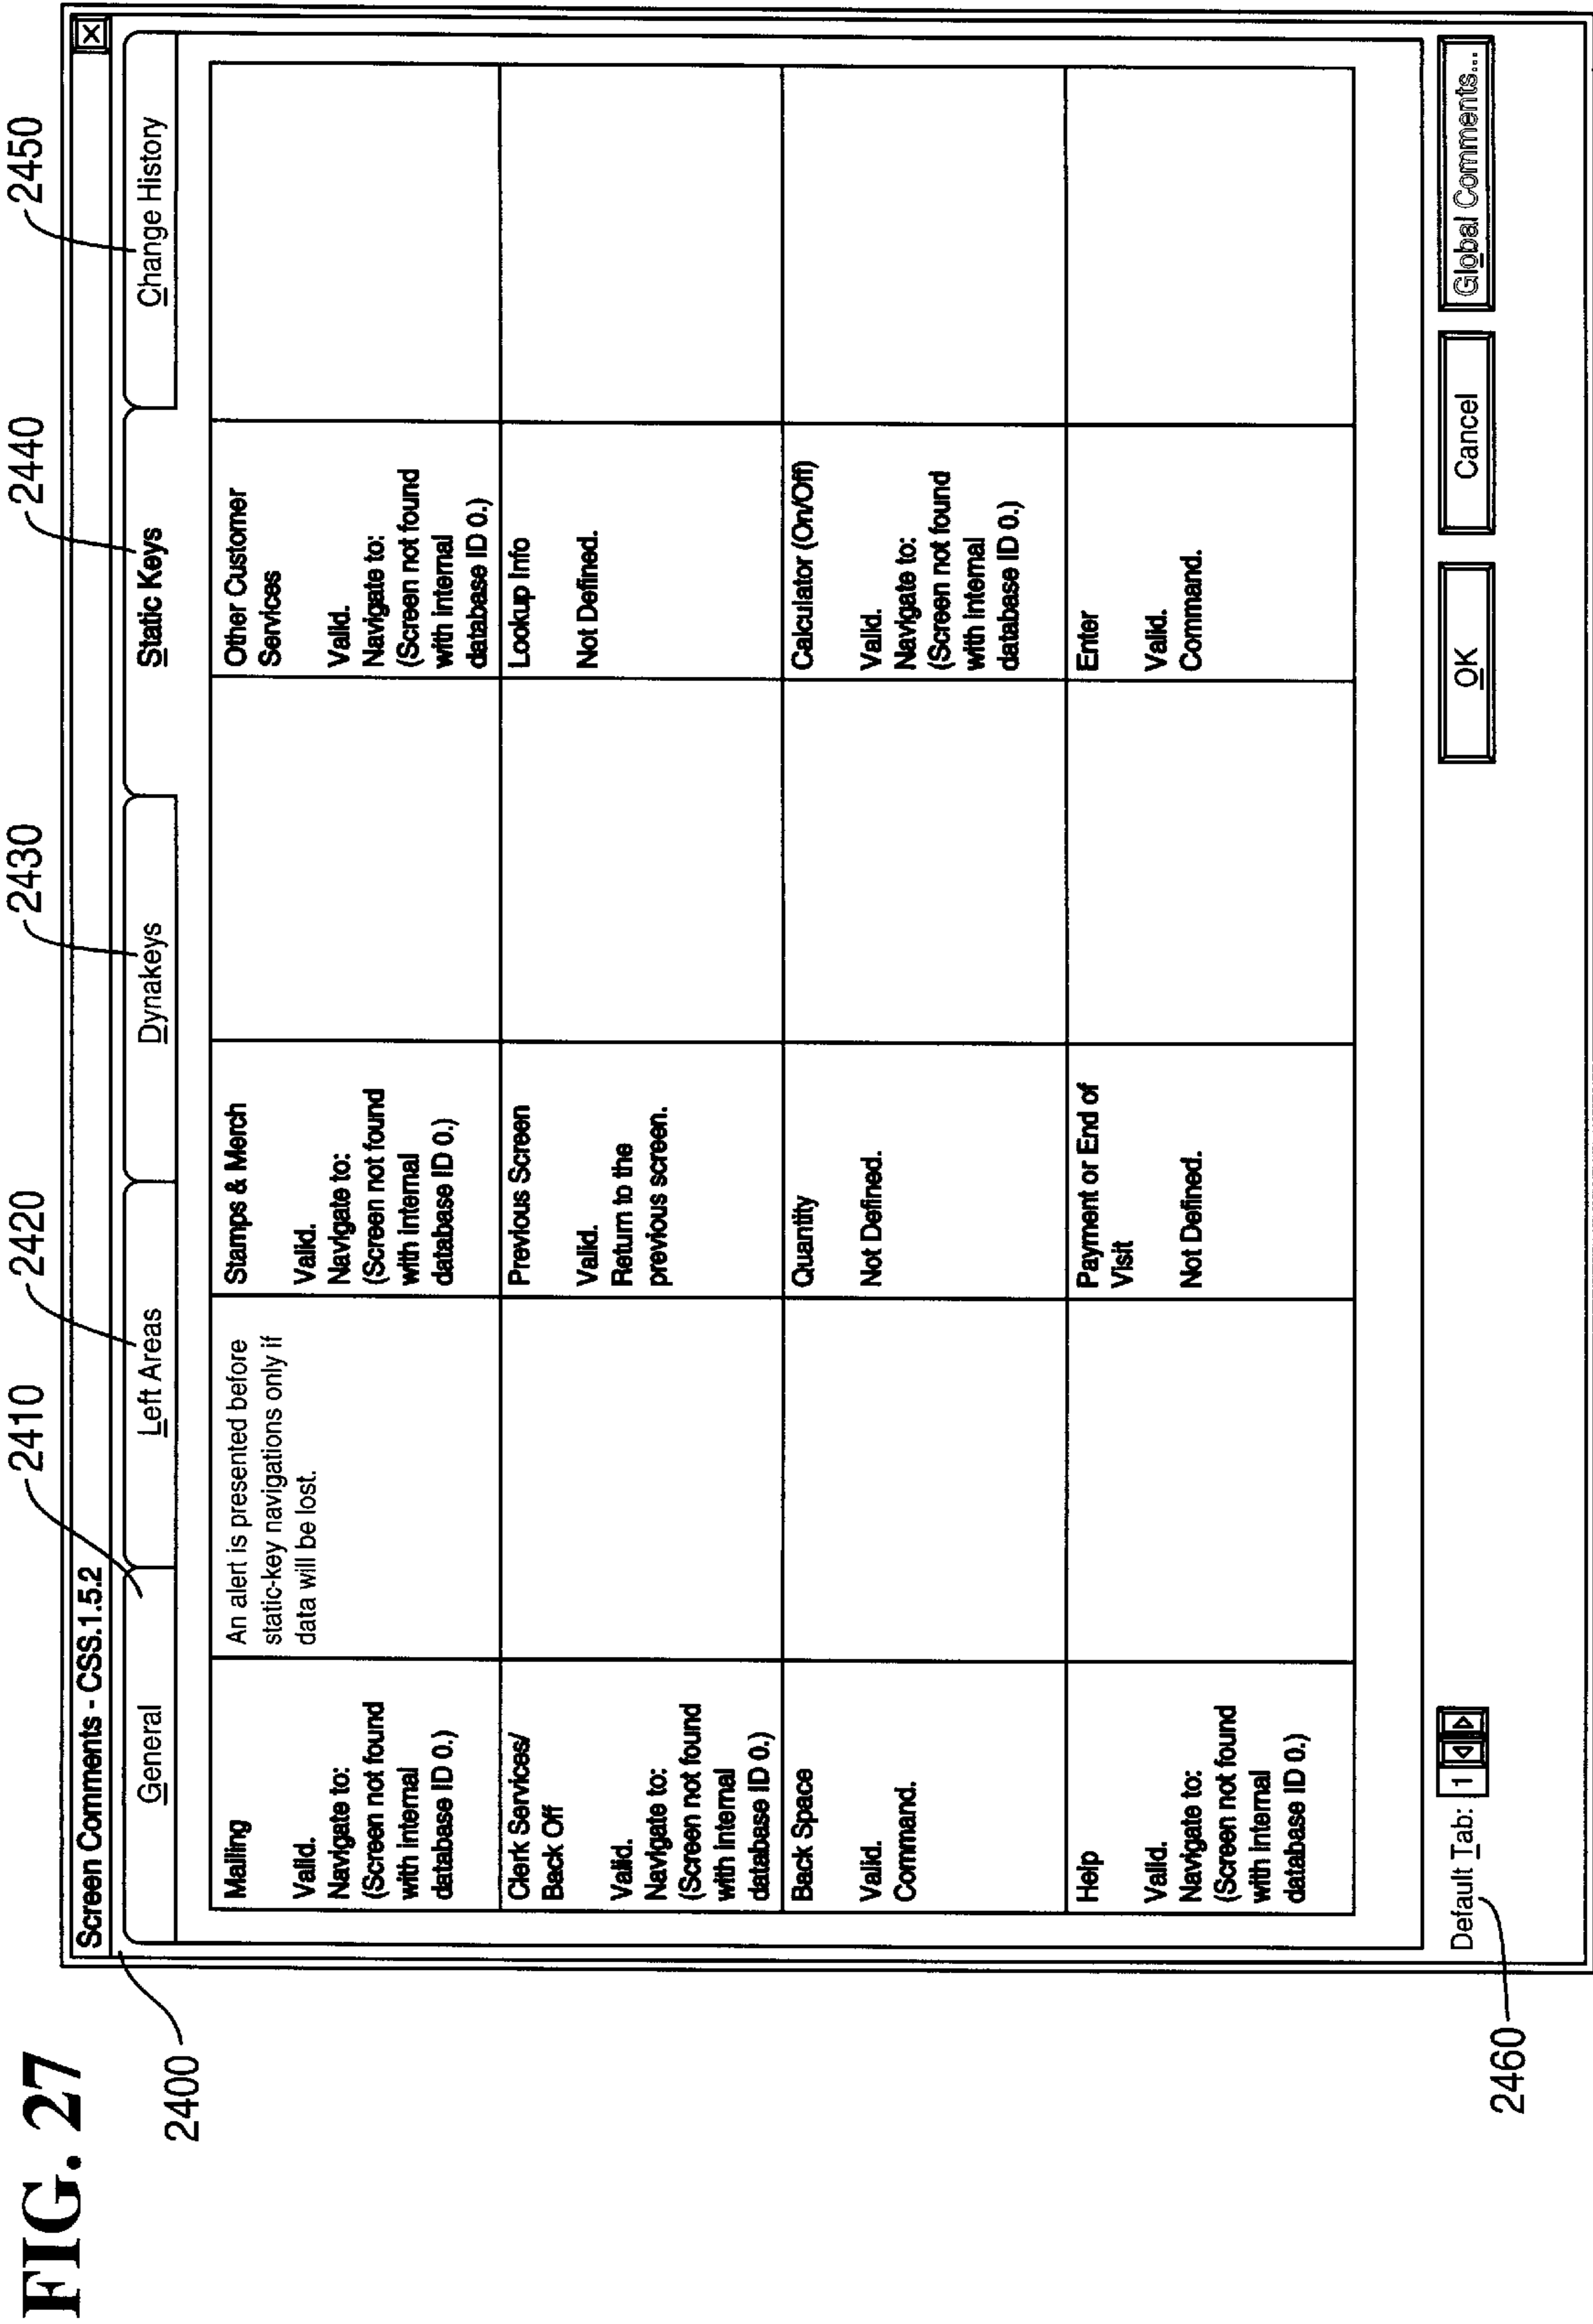 FIG. 27
2400
2410
2420
2430
2440
2450
Screen Comments - CSS.1.5.2
X
General
Left Areas
Dynakeys
Static Keys
Change History
Mailing
Valid.
Navigate to:
(Screen not found
with internal
database ID 0.)
An alert is presented before
static-key navigations only if
data will be lost.
Stamps & Merch
Valid.
Navigate to:
(Screen not found
with internal
database ID 0.)
Other Customer
Services
Valid.
Navigate to:
(Screen not found
with internal
database ID 0.)
Clerk Services/
Back Off
Valid.
Navigate to:
(Screen not found
with internal
database ID 0.)
Previous Screen
Valid.
Return to the
previous screen.
Lookup Info
Not Defined.
Back Space
Valid.
Command.
Quantity
Not Defined.
Calculator (On/Off)
Valid.
Navigate to:
(Screen not found
with internal
database ID 0.)
Help
Valid.
Navigate to:
(Screen not found
with internal
database ID 0.)
Payment or End of
Visit
Not Defined.
Enter
Valid.
Command.
Default Tab: 1
OK
Cancel
Global Comments...
2460